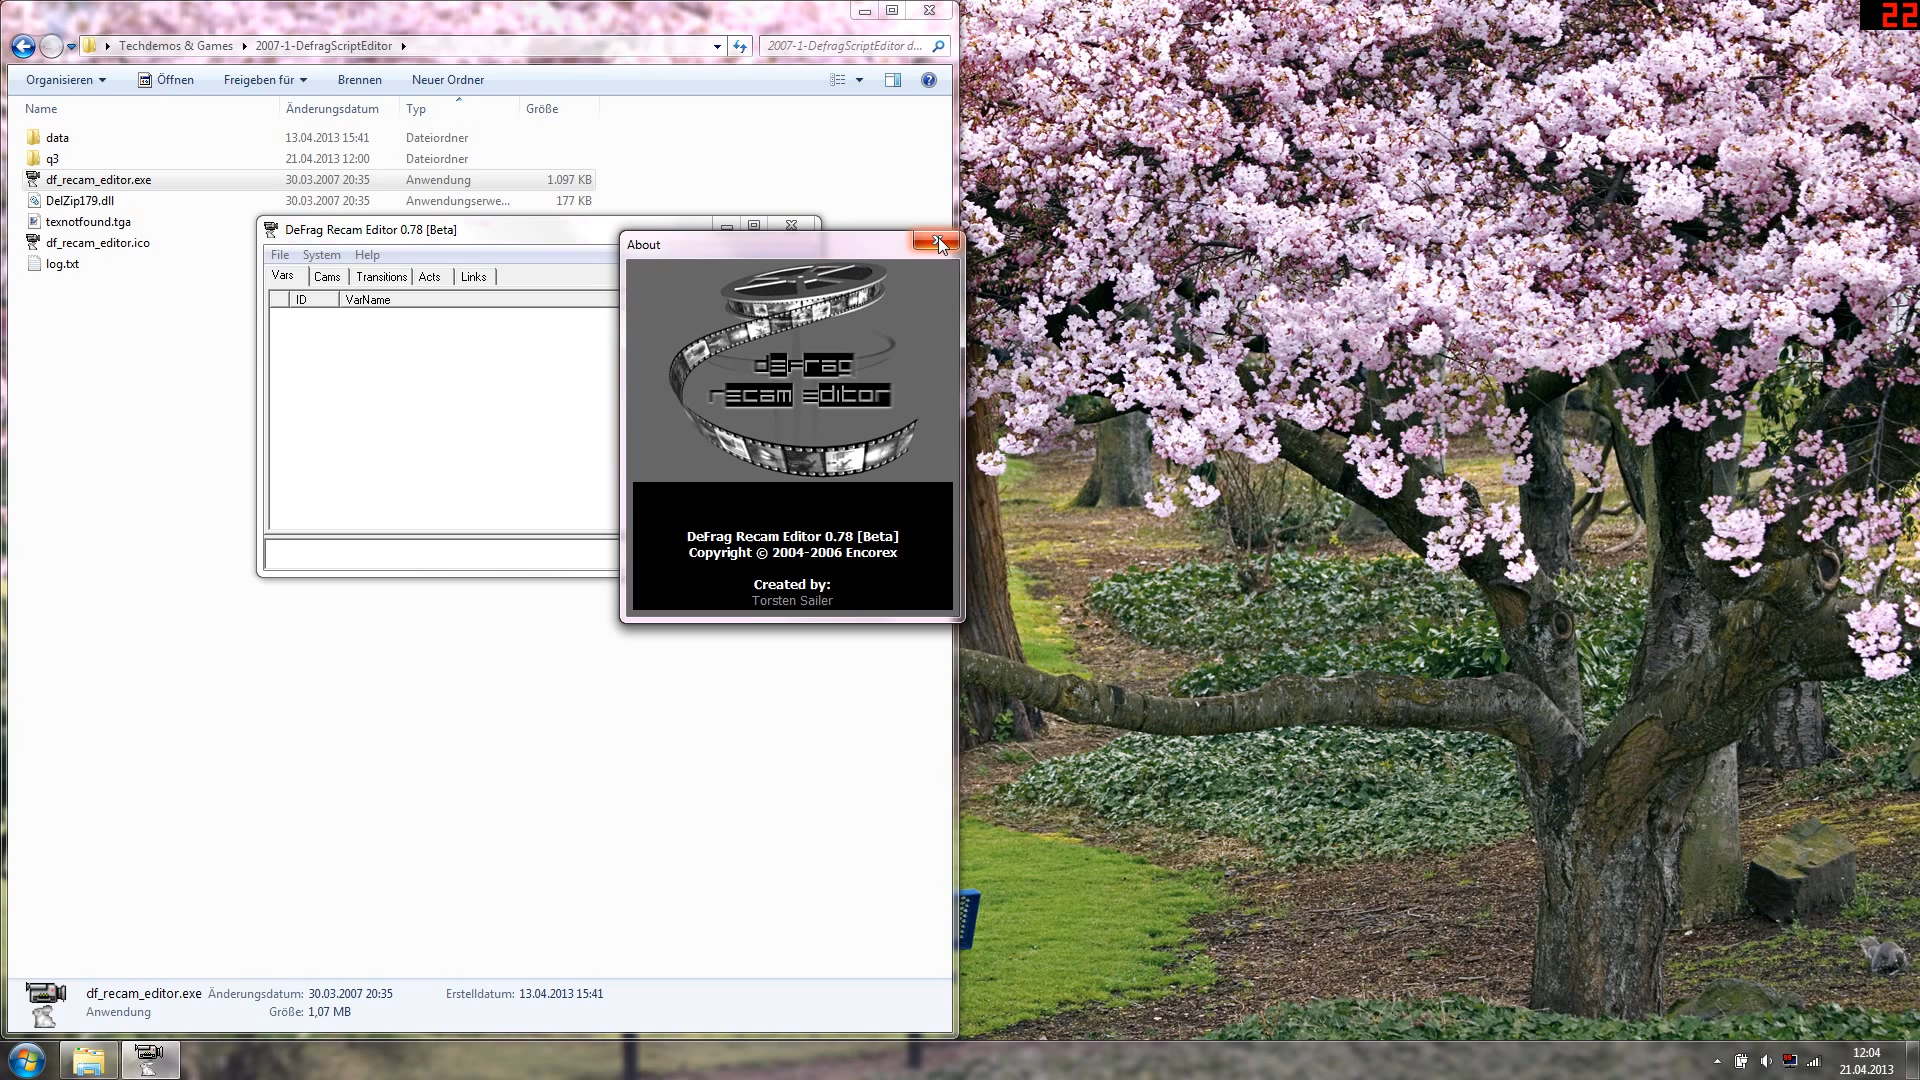 22
Techdemos & Games
2007-1-DefragScriptEditor
2007-1-DefragScriptEditor d...
Organisieren
Öffnen
Freigeben für
Brennen
Neuer Ordner
Name
Änderungsdatum
Typ
Größe
data
13.04.2013 15:41
Dateiordner
q3
21.04.2013 12:00
Dateiordner
df_recam_editor.exe
30.03.2007 20:35
Anwendung
1.097 KB
DelZip179.dll
30.03.2007 20:35
Anwendungserwe...
177 KB
texnotfound.tga
df_recam_editor.ico
log.txt
DeFrag Recam Editor 0.78 [Beta]
File
System
Help
Vars
Cams
Transitions
Acts
Links
ID
VarName
About
defrag
recam editor
DeFrag Recam Editor 0.78 [Beta]
Copyright © 2004-2006 Encorex
Created by:
Torsten Sailer
df_recam_editor.exe
Änderungsdatum: 30.03.2007 20:35
Erstelldatum: 13.04.2013 15:41
Anwendung
Größe: 1,07 MB
12:04
21.04.2013